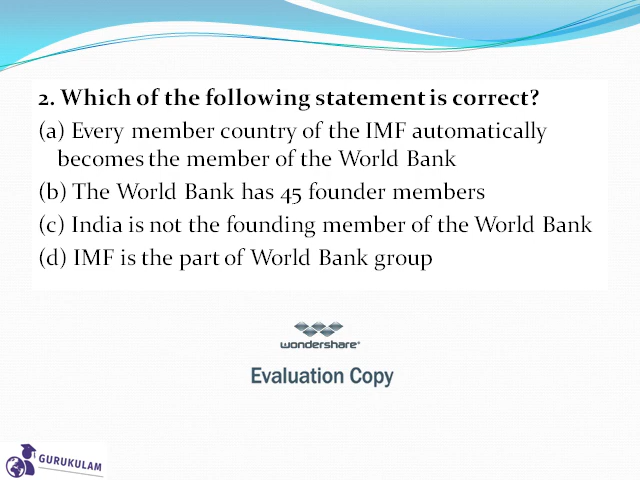 2. Which of the following statement is correct?
(a) Every member country of the IMF automatically
becomes the member of the World Bank
(b) The World Bank has 45 founder members
(c) India is not the founding member of the World Bank
(d) IMF is the part of World Bank group
wondershare®
Evaluation Copy
GURUKULAM